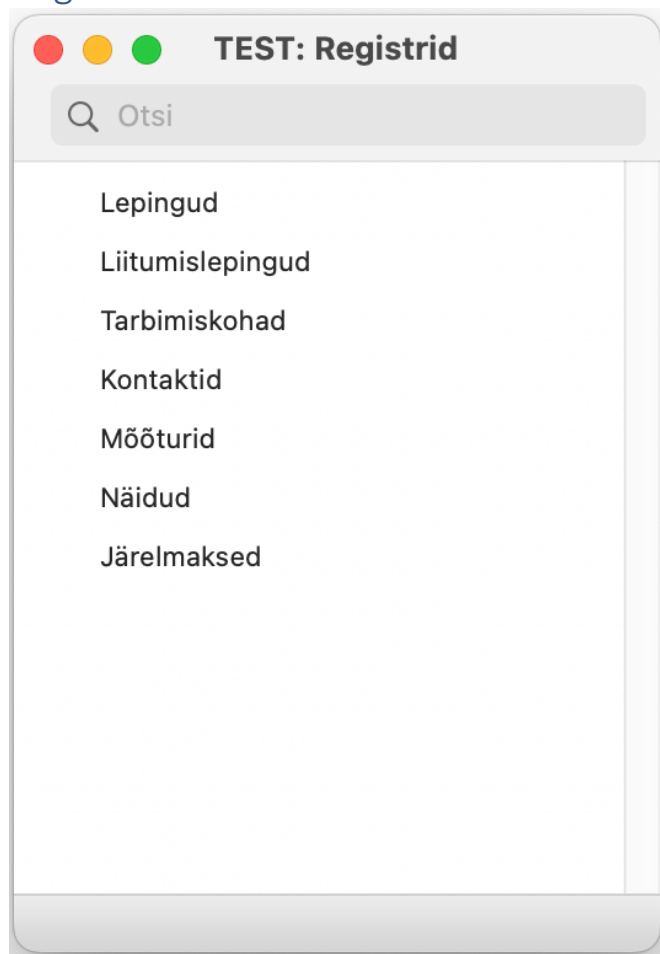 TEST: Registrid
Otsi
Lepingud
Liitumislepingud
Tarbimiskohad
Kontaktid
Mõõturid
Näidud
Järelmaksed